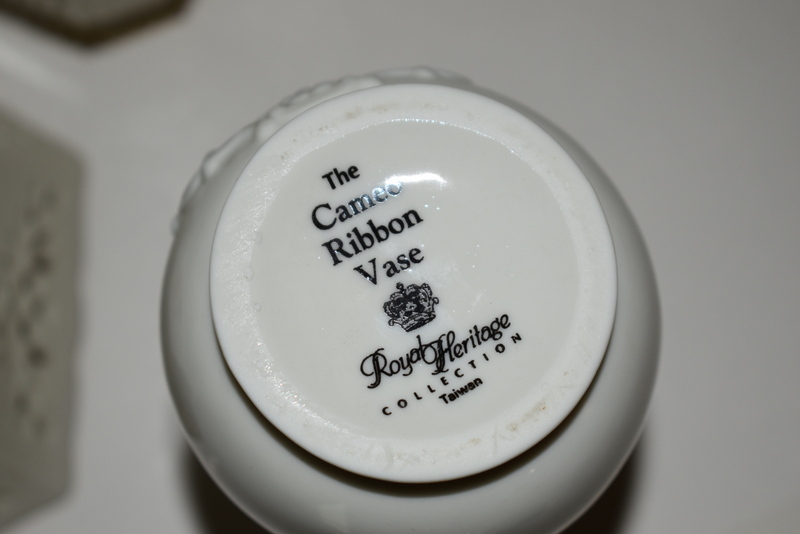 The
Cameo
Ribbon
Vase
Royal Heritage
COLLECTION
Taiwan